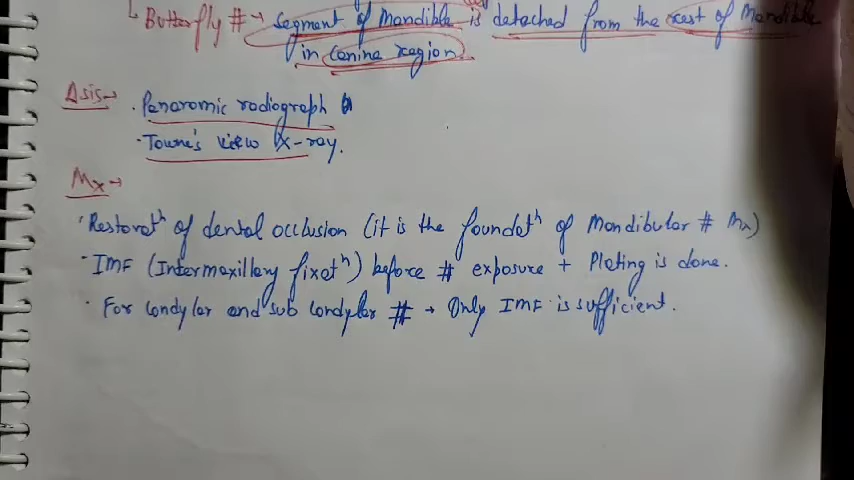 ↳ Butterfly # → segment of Mandible is detached from the rest of Mandible
in canine region.
Δsis →
· Panaromic radiograph
· Towne's view X-ray.
Mx →
· Restoratⁿ of dental occlusion (it is the foundatⁿ of Mandibular # Mx)
· IMF (Intermaxillary fixatⁿ) before # exposure + Plating is done.
· For condylar and sub condylar # → Only IMF is sufficient.